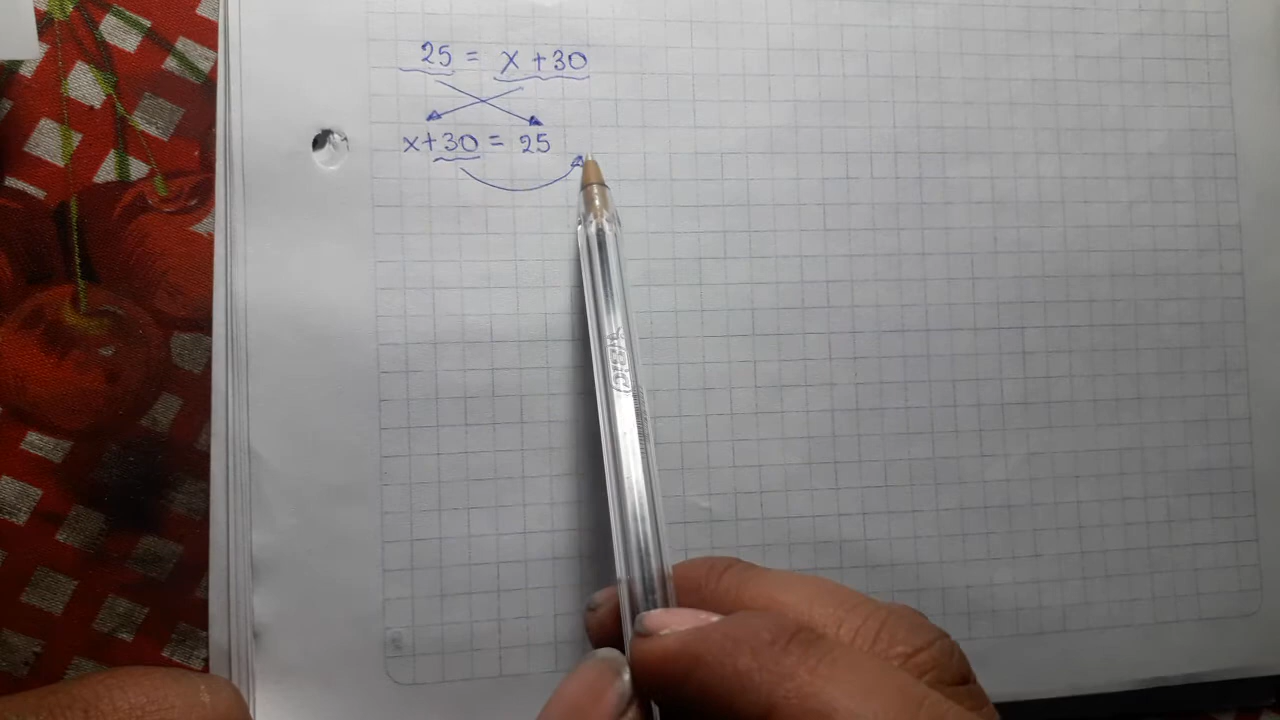 25 = x + 30
x + 30 = 25
BIC